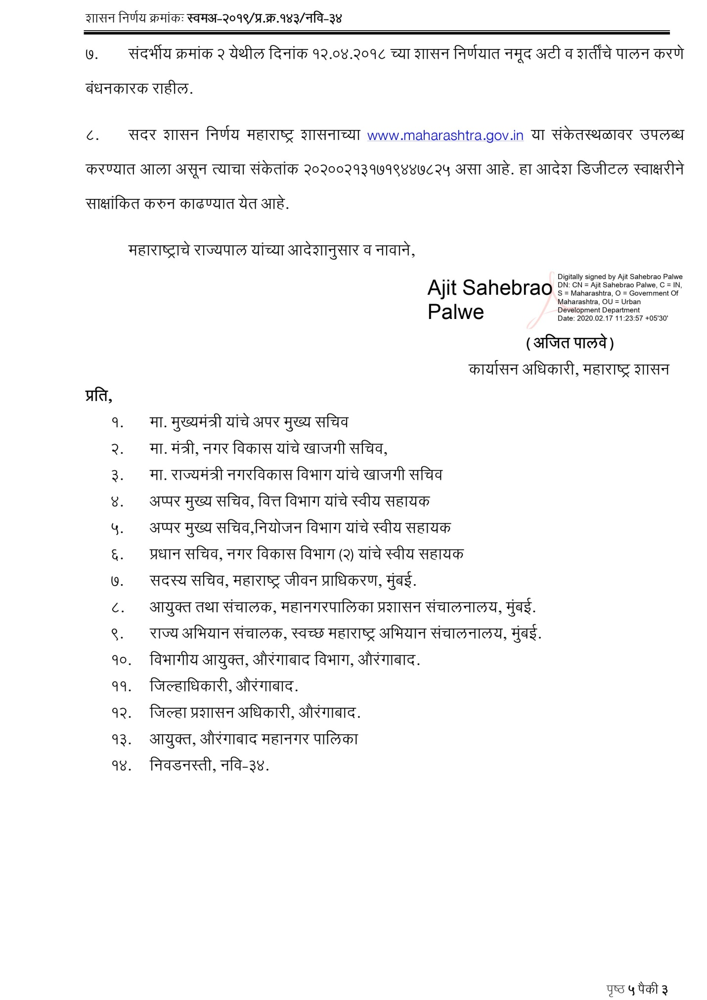 शासन निर्णय क्रमांकः स्वमअ-२०१९/प्र.क्र.१४३/नवि-३४
७. संदर्भीय क्रमांक २ येथील दिनांक १२.०४.२०१८ च्या शासन निर्णयात नमूद अटी व शर्तींचे पालन करणे
बंधनकारक राहील.
८. सदर शासन निर्णय महाराष्ट्र शासनाच्या www.maharashtra.gov.in या संकेतस्थळावर उपलब्ध
करण्यात आला असून त्याचा संकेतांक २०२००२१३१७१९४४७८२५ असा आहे. हा आदेश डिजीटल स्वाक्षरीने
साक्षांकित करुन काढण्यात येत आहे.
महाराष्ट्राचे राज्यपाल यांच्या आदेशानुसार व नावाने,
Ajit Sahebrao
Palwe
Digitally signed by Ajit Sahebrao Palwe
DN: CN = Ajit Sahebrao Palwe, C = IN,
S = Maharashtra, O = Government Of
Maharashtra, OU = Urban
Development Department
Date: 2020.02.17 11:23:57 +05'30'
( अजित पालवे )
कार्यासन अधिकारी, महाराष्ट्र शासन
प्रति,
१. मा. मुख्यमंत्री यांचे अपर मुख्य सचिव
२. मा. मंत्री, नगर विकास यांचे खाजगी सचिव,
३. मा. राज्यमंत्री नगरविकास विभाग यांचे खाजगी सचिव
४. अप्पर मुख्य सचिव, वित्त विभाग यांचे स्वीय सहायक
५. अप्पर मुख्य सचिव,नियोजन विभाग यांचे स्वीय सहायक
६. प्रधान सचिव, नगर विकास विभाग (२) यांचे स्वीय सहायक
७. सदस्य सचिव, महाराष्ट्र जीवन प्राधिकरण, मुंबई.
८. आयुक्त तथा संचालक, महानगरपालिका प्रशासन संचालनालय, मुंबई.
९. राज्य अभियान संचालक, स्वच्छ महाराष्ट्र अभियान संचालनालय, मुंबई.
१०. विभागीय आयुक्त, औरंगाबाद विभाग, औरंगाबाद.
११. जिल्हाधिकारी, औरंगाबाद.
१२. जिल्हा प्रशासन अधिकारी, औरंगाबाद.
१३. आयुक्त, औरंगाबाद महानगर पालिका
१४. निवडनस्ती, नवि-३४.
पृष्ठ ५ पैकी ३